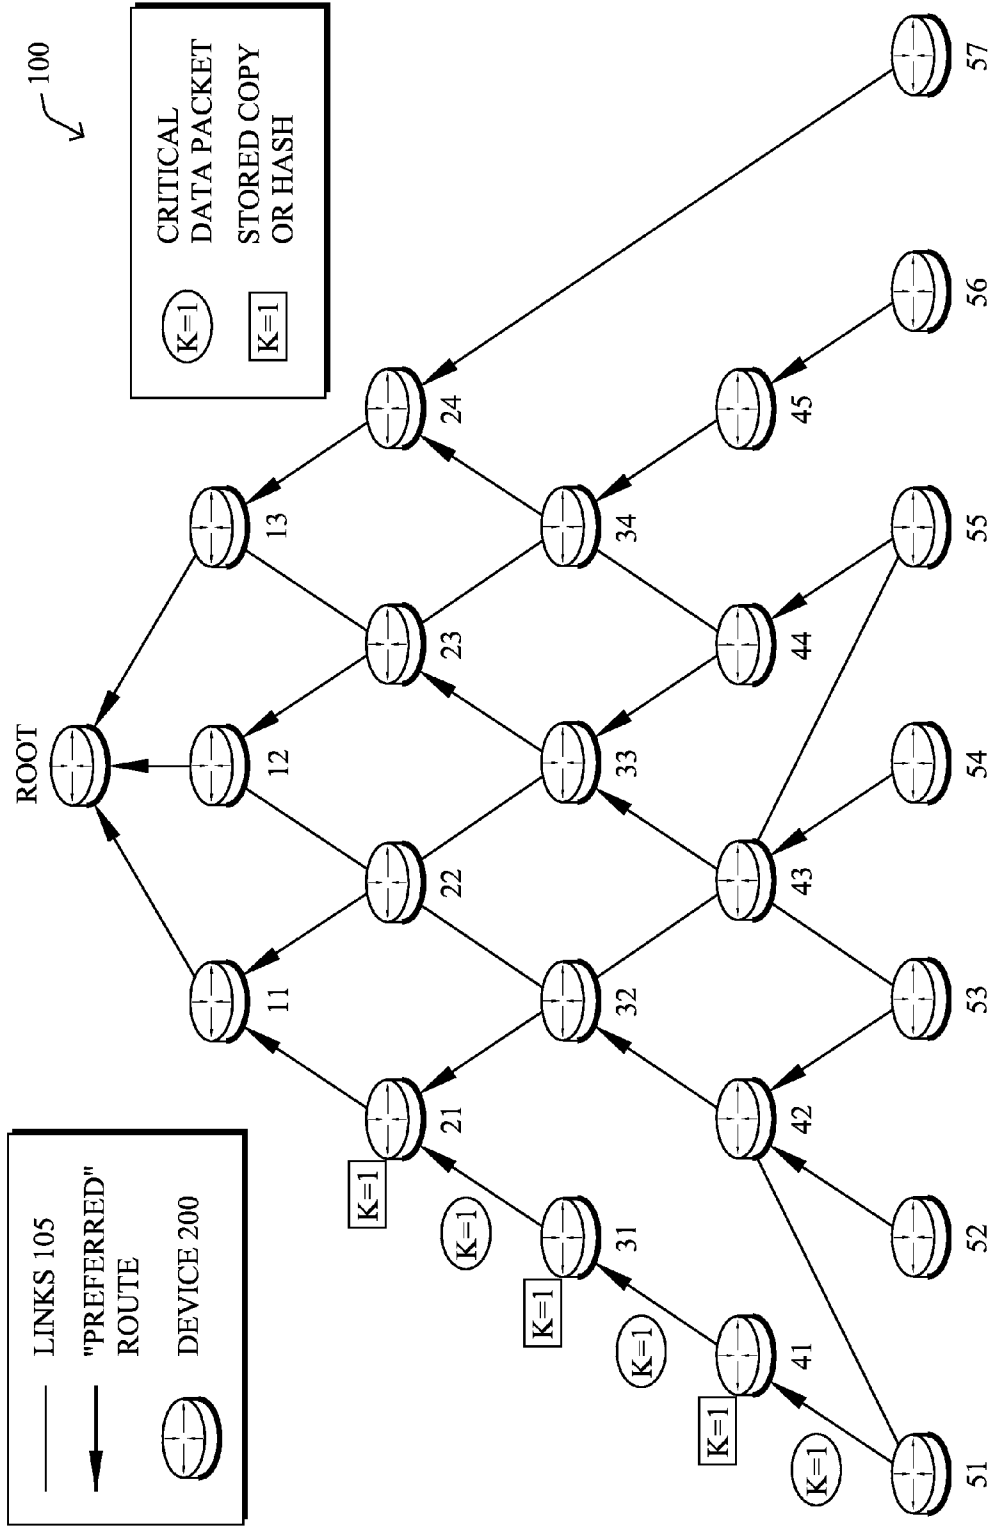 100
LINKS 105
"PREFERRED"
ROUTE
DEVICE 200
CRITICAL
DATA PACKET
STORED COPY
OR HASH
K=1
K=1
ROOT
11
12
13
21
22
23
24
K=1
K=1
31
32
33
34
K=1
K=1
41
42
43
44
45
K=1
K=1
51
52
53
54
55
56
57